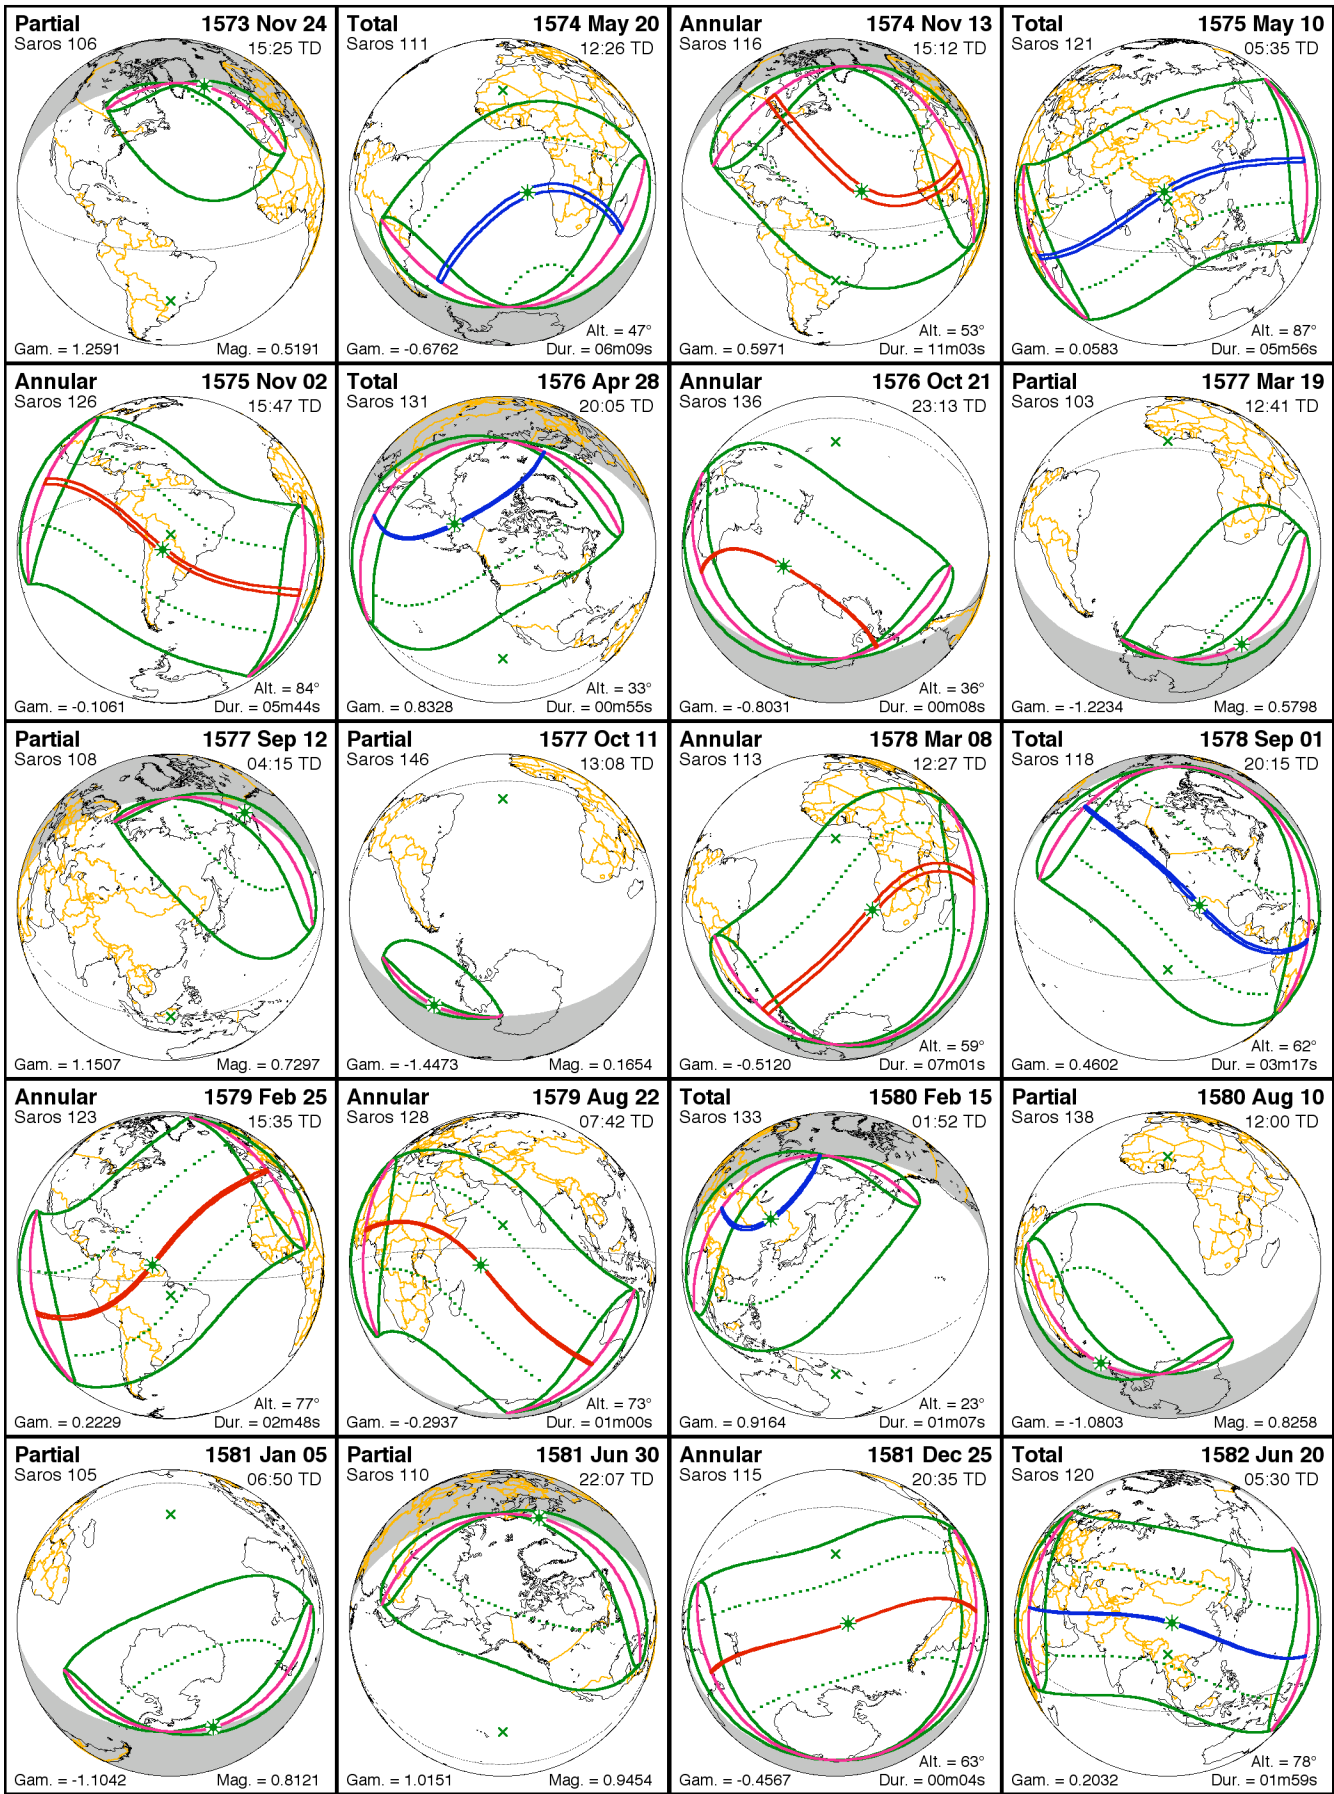 Partial 1573 Nov 24
Saros 106 15:25 TD
Gam. = 1.2591 Mag. = 0.5191
Total 1574 May 20
Saros 111 12:26 TD
Alt. = 47°
Gam. = -0.6762 Dur. = 06m09s
Annular 1574 Nov 13
Saros 116 15:12 TD
Alt. = 53°
Gam. = 0.5971 Dur. = 11m03s
Total 1575 May 10
Saros 121 05:35 TD
Alt. = 87°
Gam. = 0.0583 Dur. = 05m56s
Annular 1575 Nov 02
Saros 126 15:47 TD
Alt. = 84°
Gam. = -0.1061 Dur. = 05m44s
Total 1576 Apr 28
Saros 131 20:05 TD
Alt. = 33°
Gam. = 0.8328 Dur. = 00m55s
Annular 1576 Oct 21
Saros 136 23:13 TD
Alt. = 36°
Gam. = -0.8031 Dur. = 00m08s
Partial 1577 Mar 19
Saros 103 12:41 TD
Gam. = -1.2234 Mag. = 0.5798
Partial 1577 Sep 12
Saros 108 04:15 TD
Gam. = 1.1507 Mag. = 0.7297
Partial 1577 Oct 11
Saros 146 13:08 TD
Gam. = -1.4473 Mag. = 0.1654
Annular 1578 Mar 08
Saros 113 12:27 TD
Alt. = 59°
Gam. = -0.5120 Dur. = 07m01s
Total 1578 Sep 01
Saros 118 20:15 TD
Alt. = 62°
Gam. = 0.4602 Dur. = 03m17s
Annular 1579 Feb 25
Saros 123 15:35 TD
Alt. = 77°
Gam. = 0.2229 Dur. = 02m48s
Annular 1579 Aug 22
Saros 128 07:42 TD
Alt. = 73°
Gam. = -0.2937 Dur. = 01m00s
Total 1580 Feb 15
Saros 133 01:52 TD
Alt. = 23°
Gam. = 0.9164 Dur. = 01m07s
Partial 1580 Aug 10
Saros 138 12:00 TD
Gam. = -1.0803 Mag. = 0.8258
Partial 1581 Jan 05
Saros 105 06:50 TD
Gam. = -1.1042 Mag. = 0.8121
Partial 1581 Jun 30
Saros 110 22:07 TD
Gam. = 1.0151 Mag. = 0.9454
Annular 1581 Dec 25
Saros 115 20:35 TD
Alt. = 63°
Gam. = -0.4567 Dur. = 00m04s
Total 1582 Jun 20
Saros 120 05:30 TD
Alt. = 78°
Gam. = 0.2032 Dur. = 01m59s